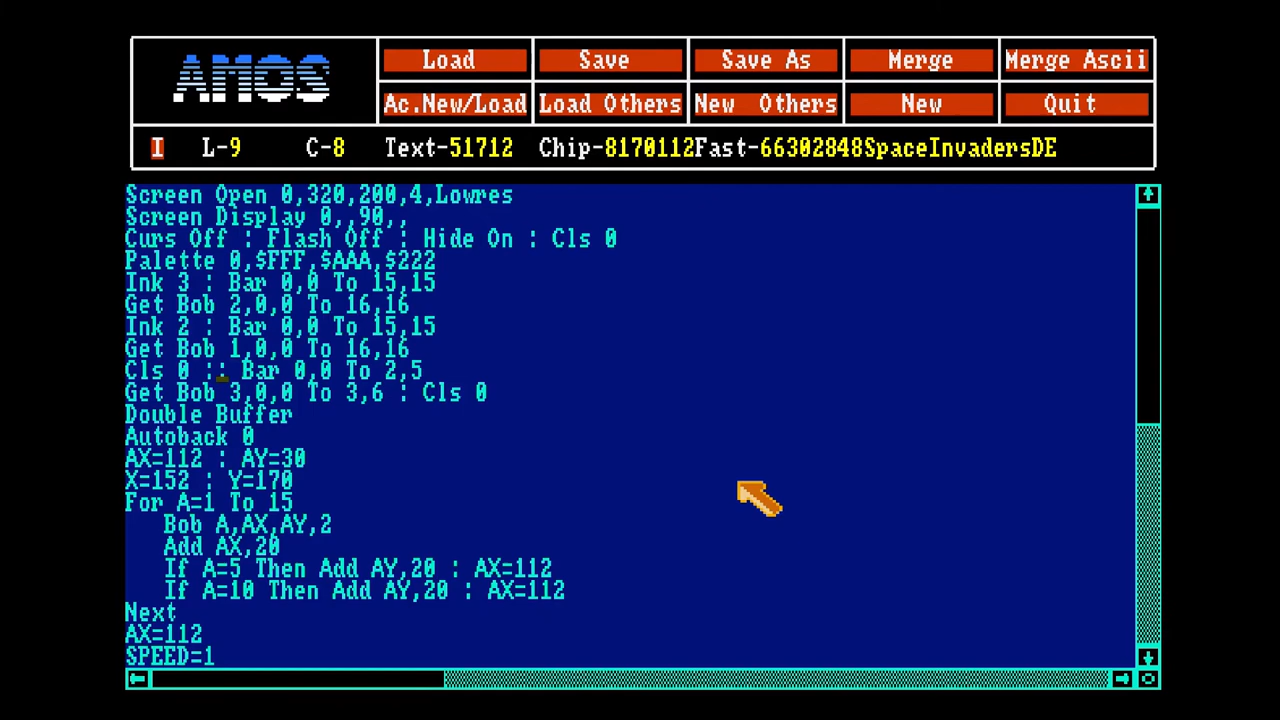 AMOS
Load Save Save As Merge Merge Ascii
Ac.New/Load Load Others New Others New Quit
I L-9 C-8 Text-51712 Chip-8170112Fast-66302848SpaceInvadersDE
Screen Open 0,320,200,4,Lowres
Screen Display 0,,90,,
Curs Off : Flash Off : Hide On : Cls 0
Palette 0,$FFF,$AAA,$222
Ink 3 : Bar 0,0 To 15,15
Get Bob 2,0,0 To 16,16
Ink 2 : Bar 0,0 To 15,15
Get Bob 1,0,0 To 16,16
Cls 0 :: Bar 0,0 To 2,5
Get Bob 3,0,0 To 3,6 : Cls 0
Double Buffer
Autoback 0
AX=112 : AY=30
X=152 : Y=170
For A=1 To 15
Bob A,AX,AY,2
Add AX,20
If A=5 Then Add AY,20 : AX=112
If A=10 Then Add AY,20 : AX=112
Next
AX=112
SPEED=1